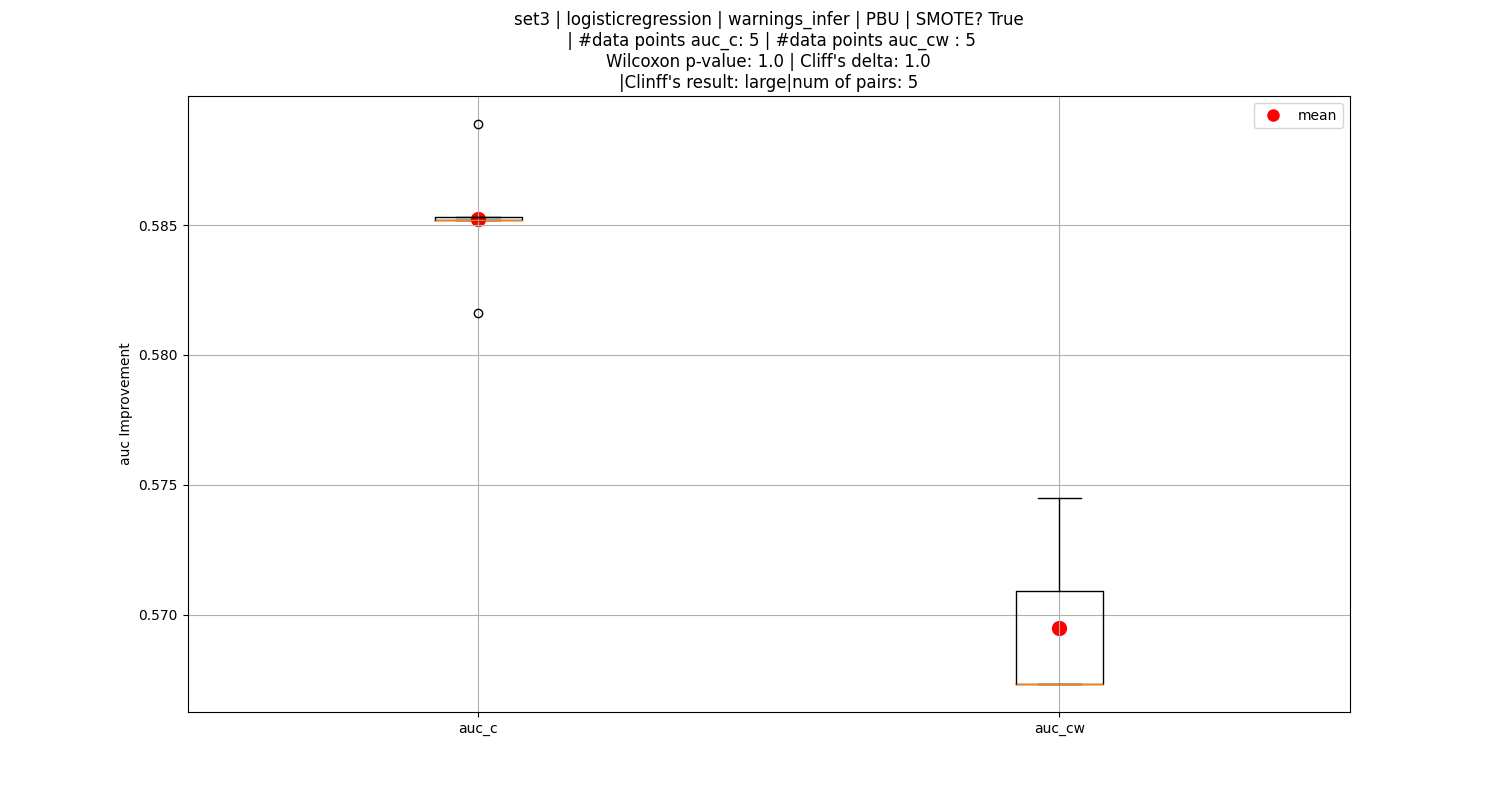 set3 | logisticregression | warnings_infer | PBU | SMOTE? True
| #data points auc_c: 5 | #data points auc_cw : 5
Wilcoxon p-value: 1.0 | Cliff's delta: 1.0
|Clinff's result: large|num of pairs: 5
mean
0.585
0.580
0.575
0.570
auc Improvement
auc_c
auc_cw